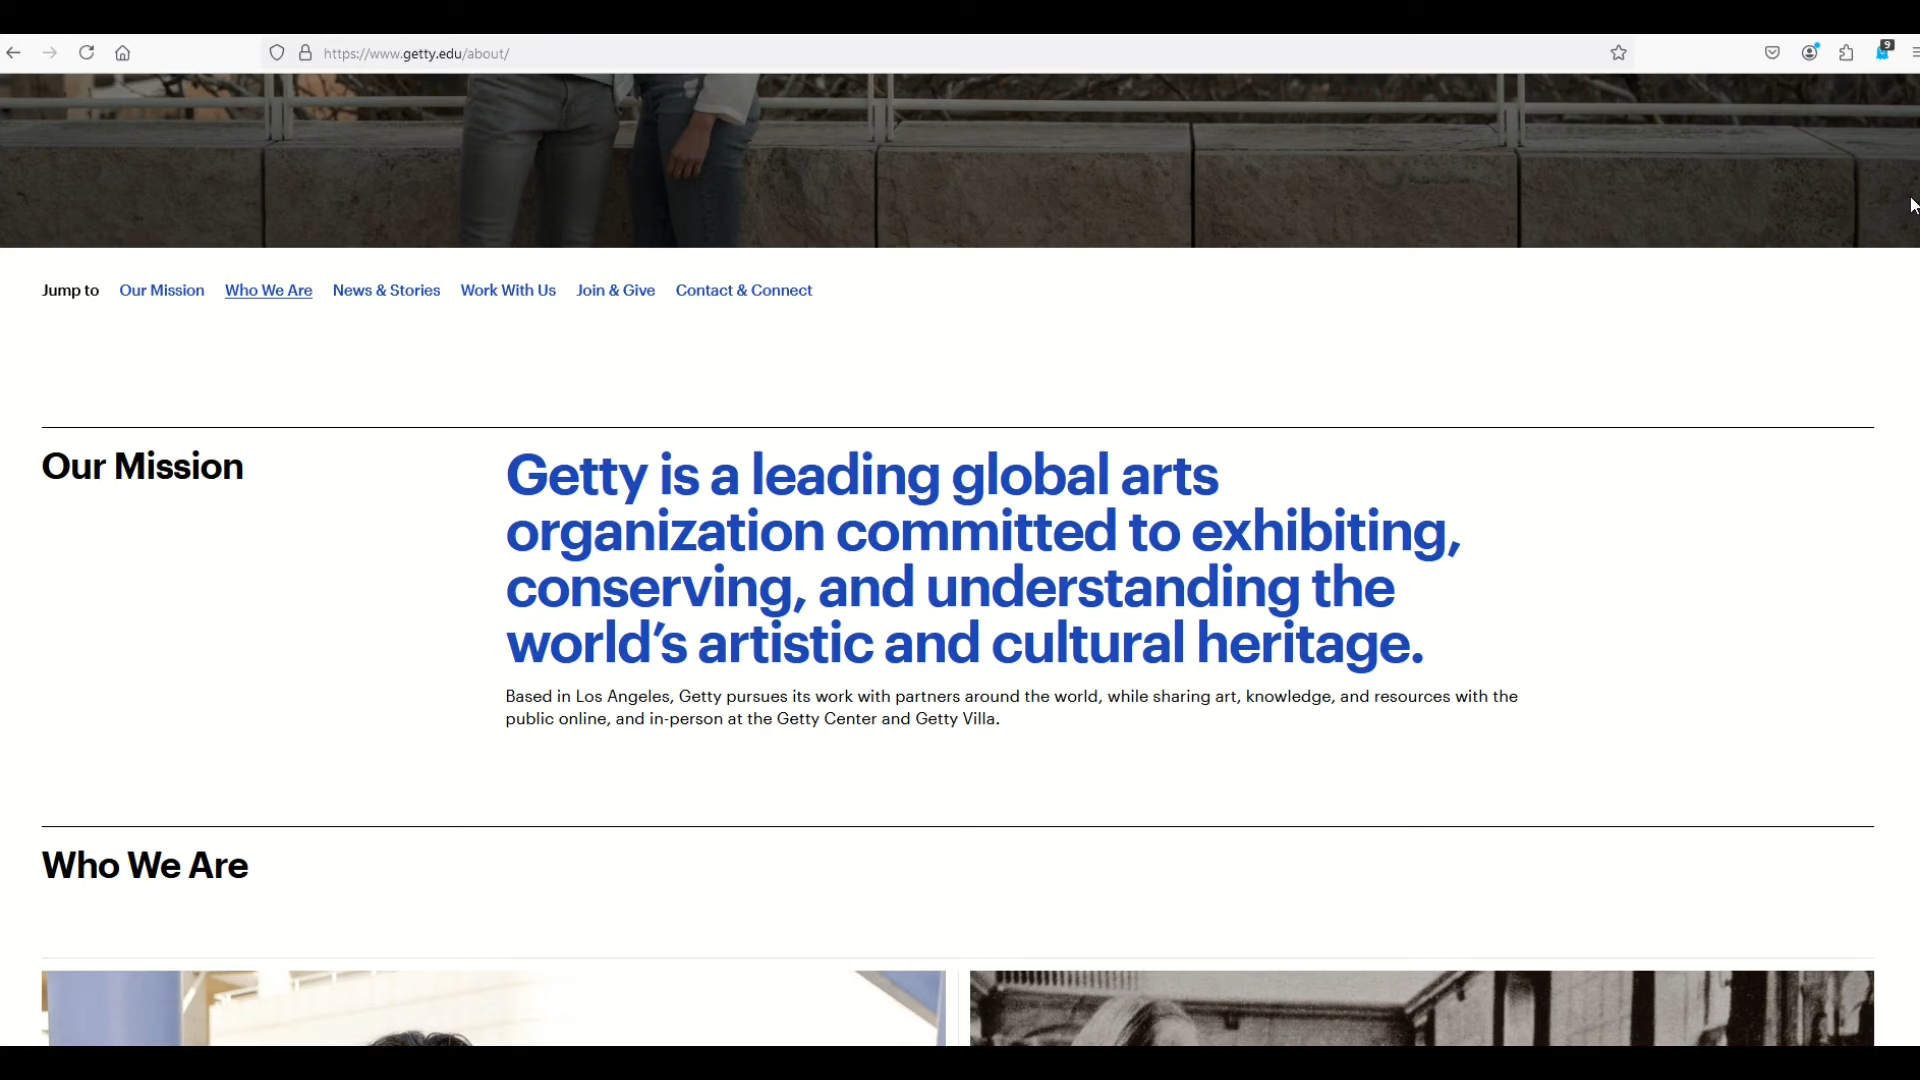 https://www.getty.edu/about/
9
Jump to Our Mission Who We Are News & Stories Work With Us Join & Give Contact & Connect
Our Mission
Getty is a leading global arts
organization committed to exhibiting,
conserving, and understanding the
world’s artistic and cultural heritage.
Based in Los Angeles, Getty pursues its work with partners around the world, while sharing art, knowledge, and resources with the
public online, and in-person at the Getty Center and Getty Villa.
Who We Are